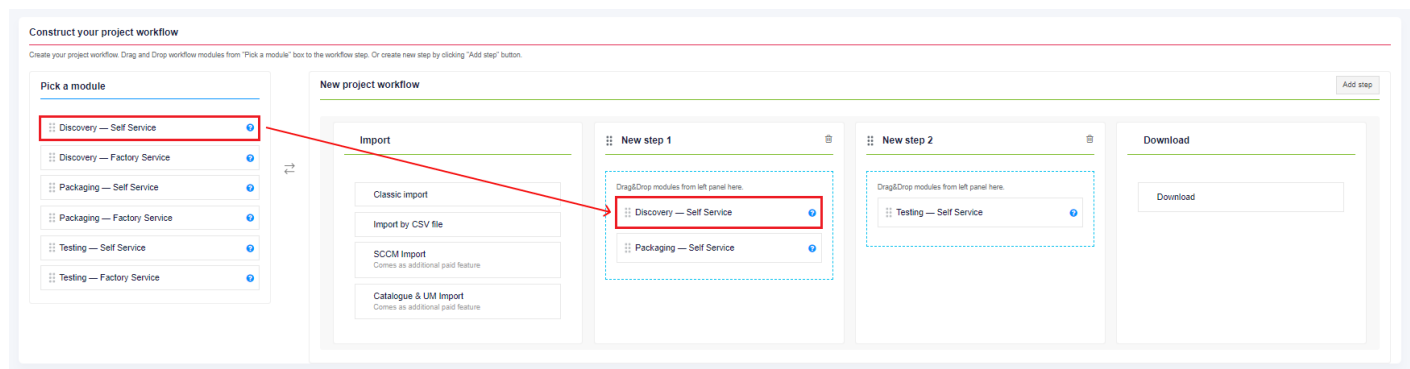 Construct your project workflow
Create your project workflow. Drag and Drop workflow modules from "Pick a module" box to the workflow step. Or create new step by clicking "Add step" button.
Pick a module
Discovery — Self Service
Discovery — Factory Service
Packaging — Self Service
Packaging — Factory Service
Testing — Self Service
Testing — Factory Service
New project workflow
Add step
Import
Classic import
Import by CSV file
SCCM Import
Comes as additional paid feature
Catalogue & UM Import
Comes as additional paid feature
New step 1
Drag&Drop modules from left panel here.
Discovery — Self Service
Packaging — Self Service
New step 2
Drag&Drop modules from left panel here.
Testing — Self Service
Download
Download